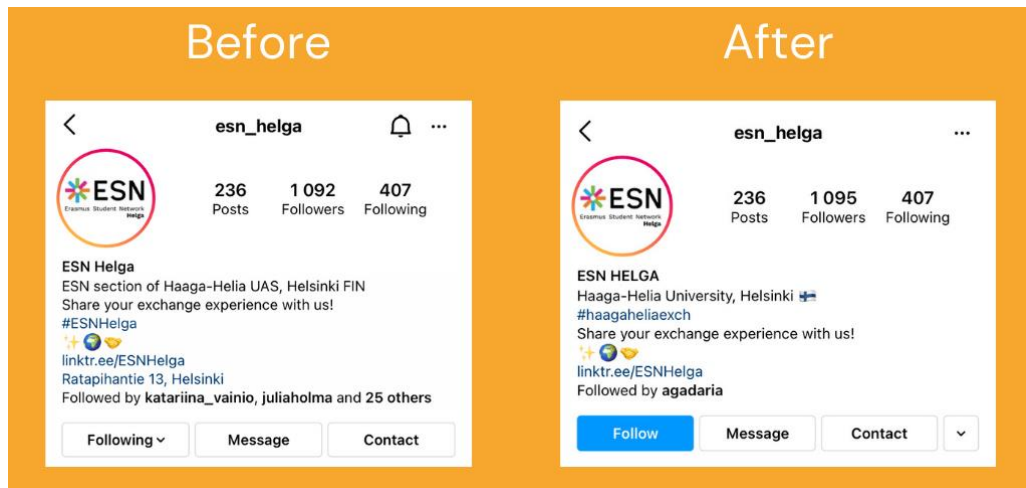 Before
esn_helga
ESN
Erasmus Student Network
Helga
236 1 092 407
Posts Followers Following
ESN Helga
ESN section of Haaga-Helia UAS, Helsinki FIN
Share your exchange experience with us!
#ESNHelga
✨🌍🤝
linktr.ee/ESNHelga
Ratapihantie 13, Helsinki
Followed by katariina_vainio, juliaholma and 25 others
Following Message Contact
After
esn_helga
ESN
Erasmus Student Network
Helga
236 1 095 407
Posts Followers Following
ESN HELGA
Haaga-Helia University, Helsinki 🇫🇮
#haagaheliaexch
Share your exchange experience with us!
✨🌍🤝
linktr.ee/ESNHelga
Followed by agadaria
Follow Message Contact